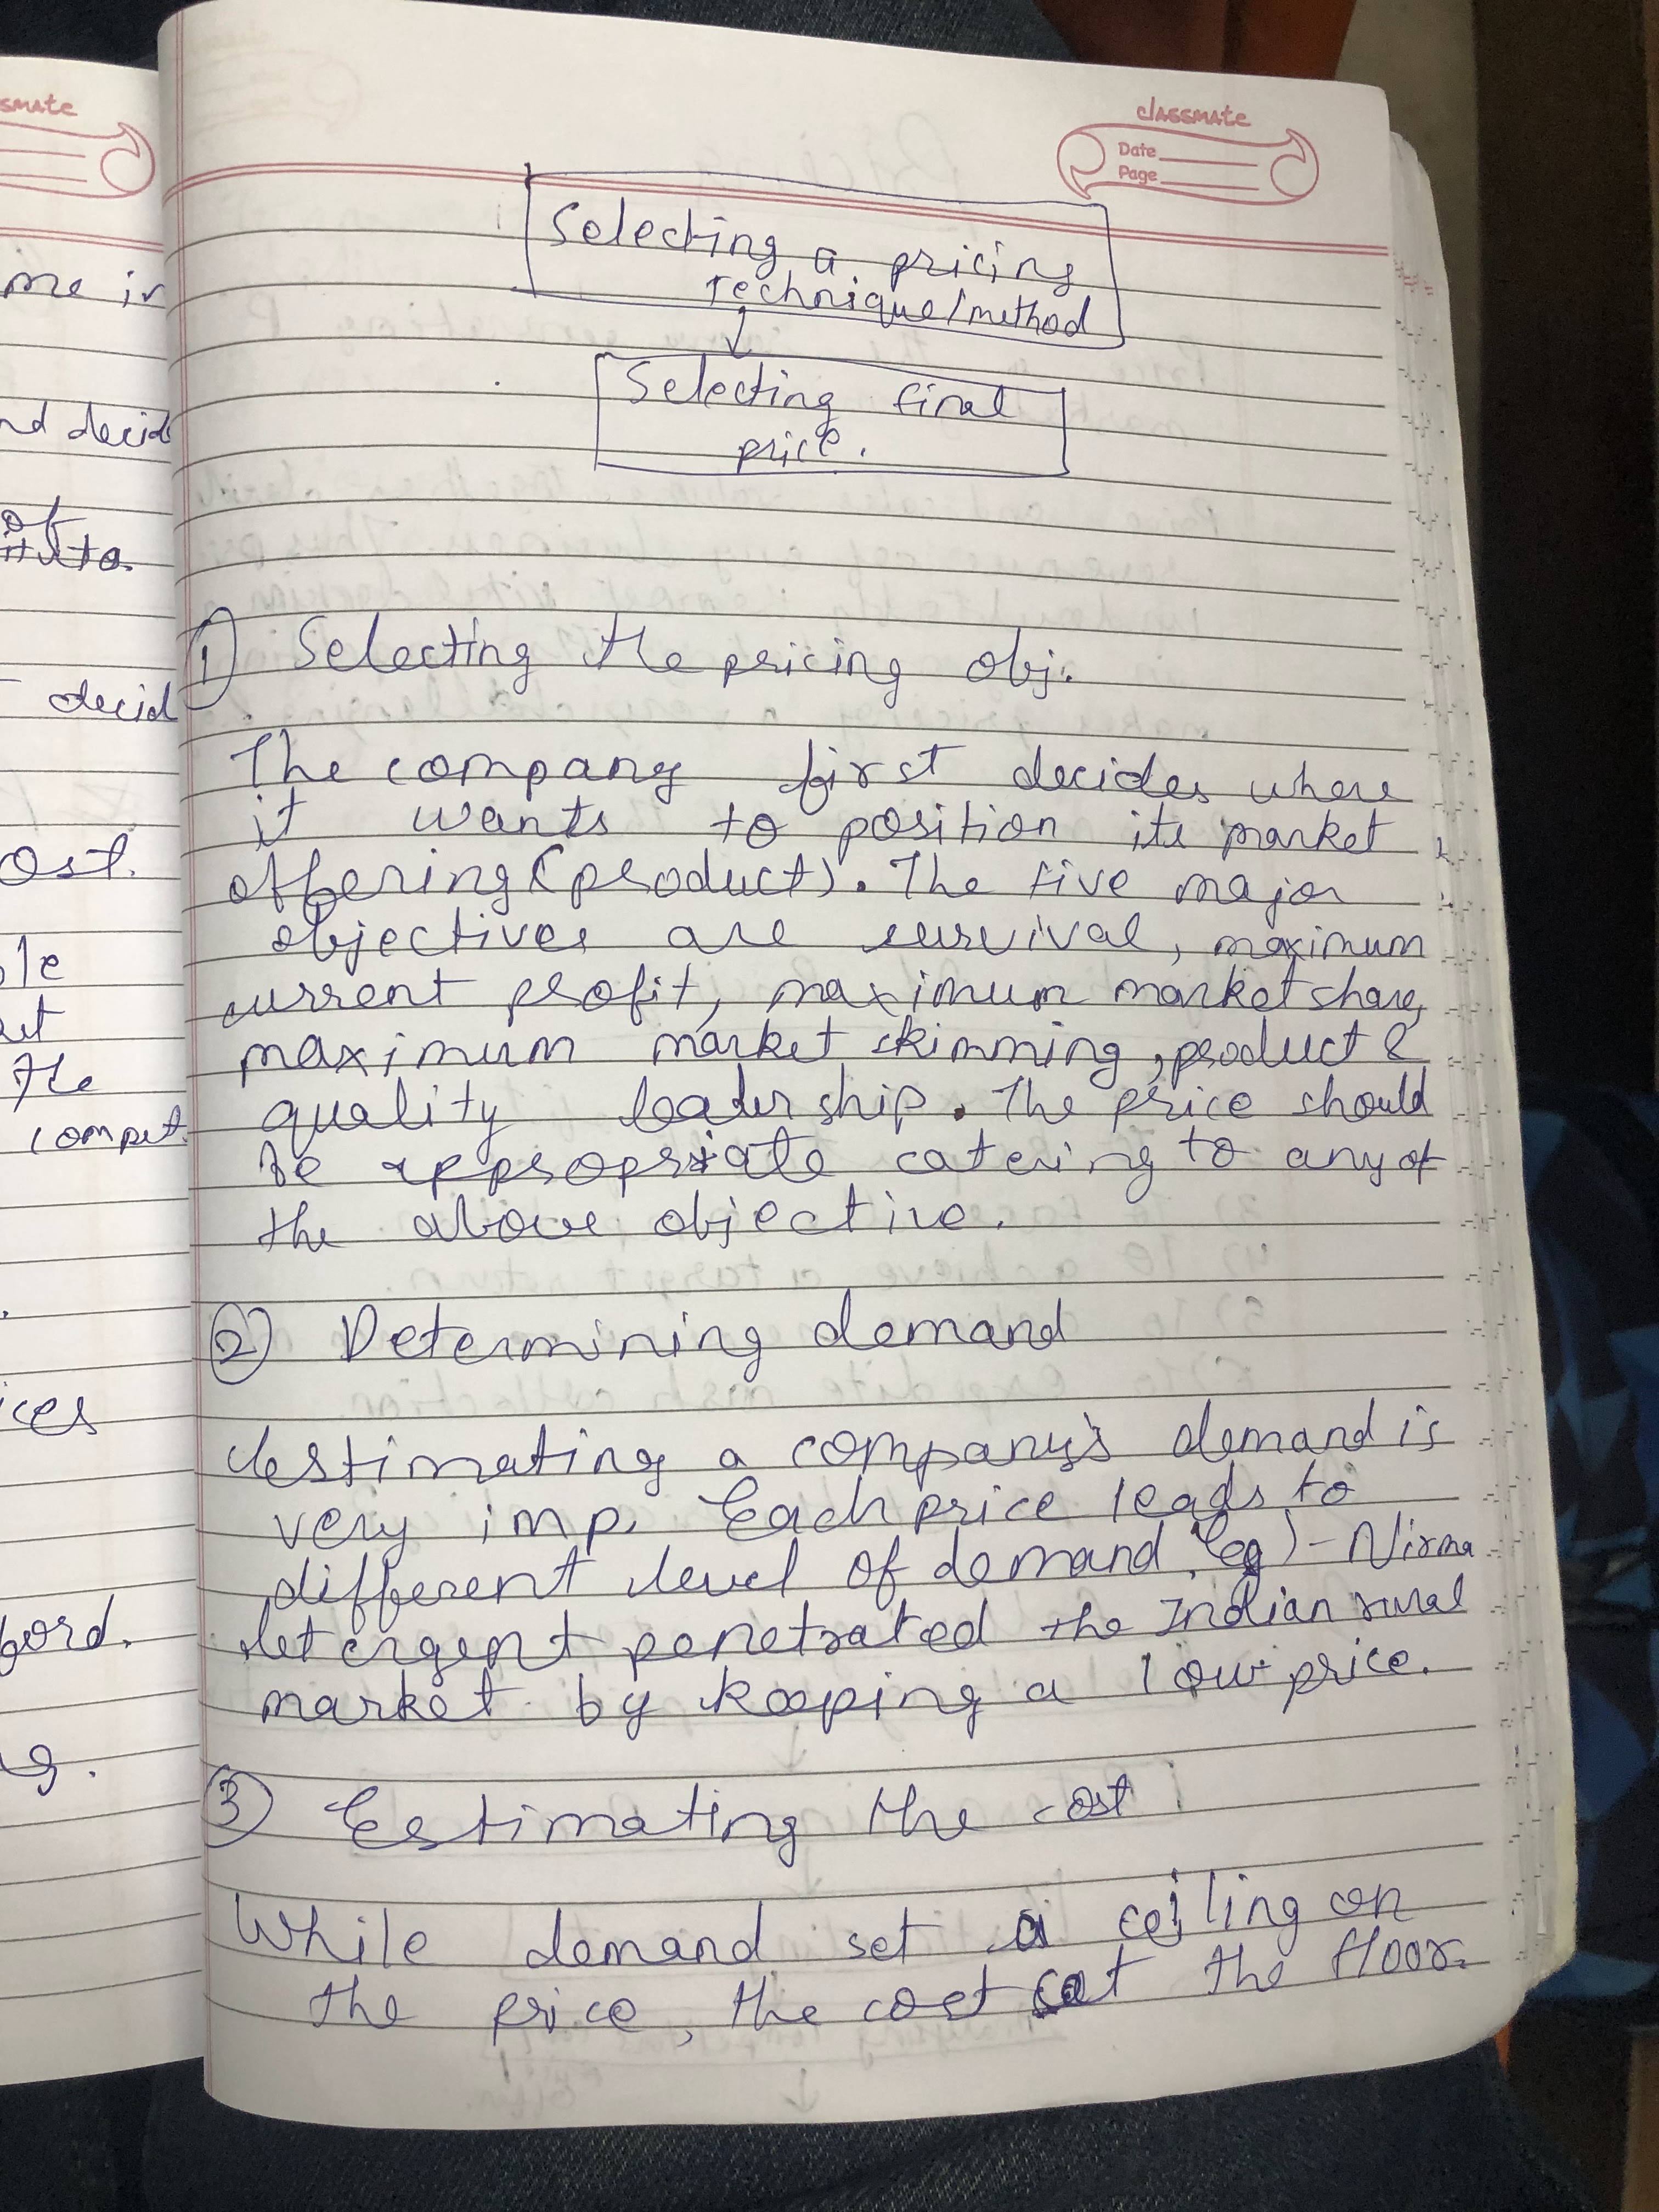 smate
me in
nd decid
of
decid
ost.
the
compet.
ices
classmate
Date
Page
Selecting a pricing
Technique/method
Selecting final
price.
① Selecting the pricing obj.
The company first decides where
it wants to position its market
offering (product). The five major
objectives are survival, maximum
current profit, maximum market share,
maximum market skimming, product &
quality leadership. The price should
be appropriate catering to any of
the above objective.
② Determining demand
Estimating a company's demand is
very imp. Each price leads to
different level of demand. Eg) - Nirma
detergent penetrated the Indian rural
market by keeping a low price.
③ Estimating the cost :
While demand set a ceiling on
the price, the cost set the floor.